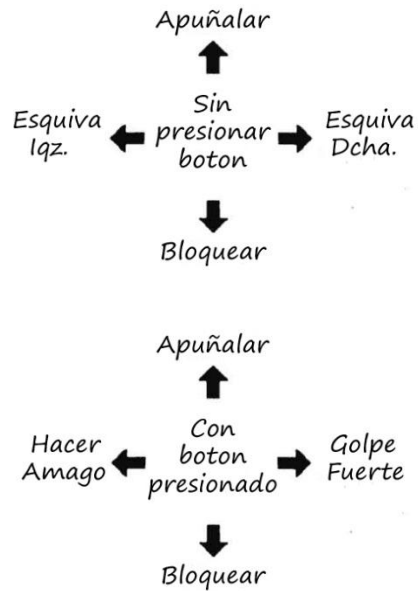 Apuñalar
Esquiva
Iqz.
Sin
presionar
boton
Esquiva
Dcha.
Bloquear
Apuñalar
Hacer
Amago
Con
boton
presionado
Golpe
Fuerte
Bloquear